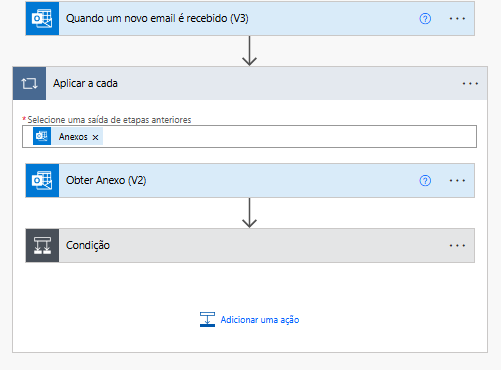 Quando um novo email é recebido (V3)
Aplicar a cada
*Selecione uma saída de etapas anteriores
Anexos ×
Obter Anexo (V2)
Condição
Adicionar uma ação